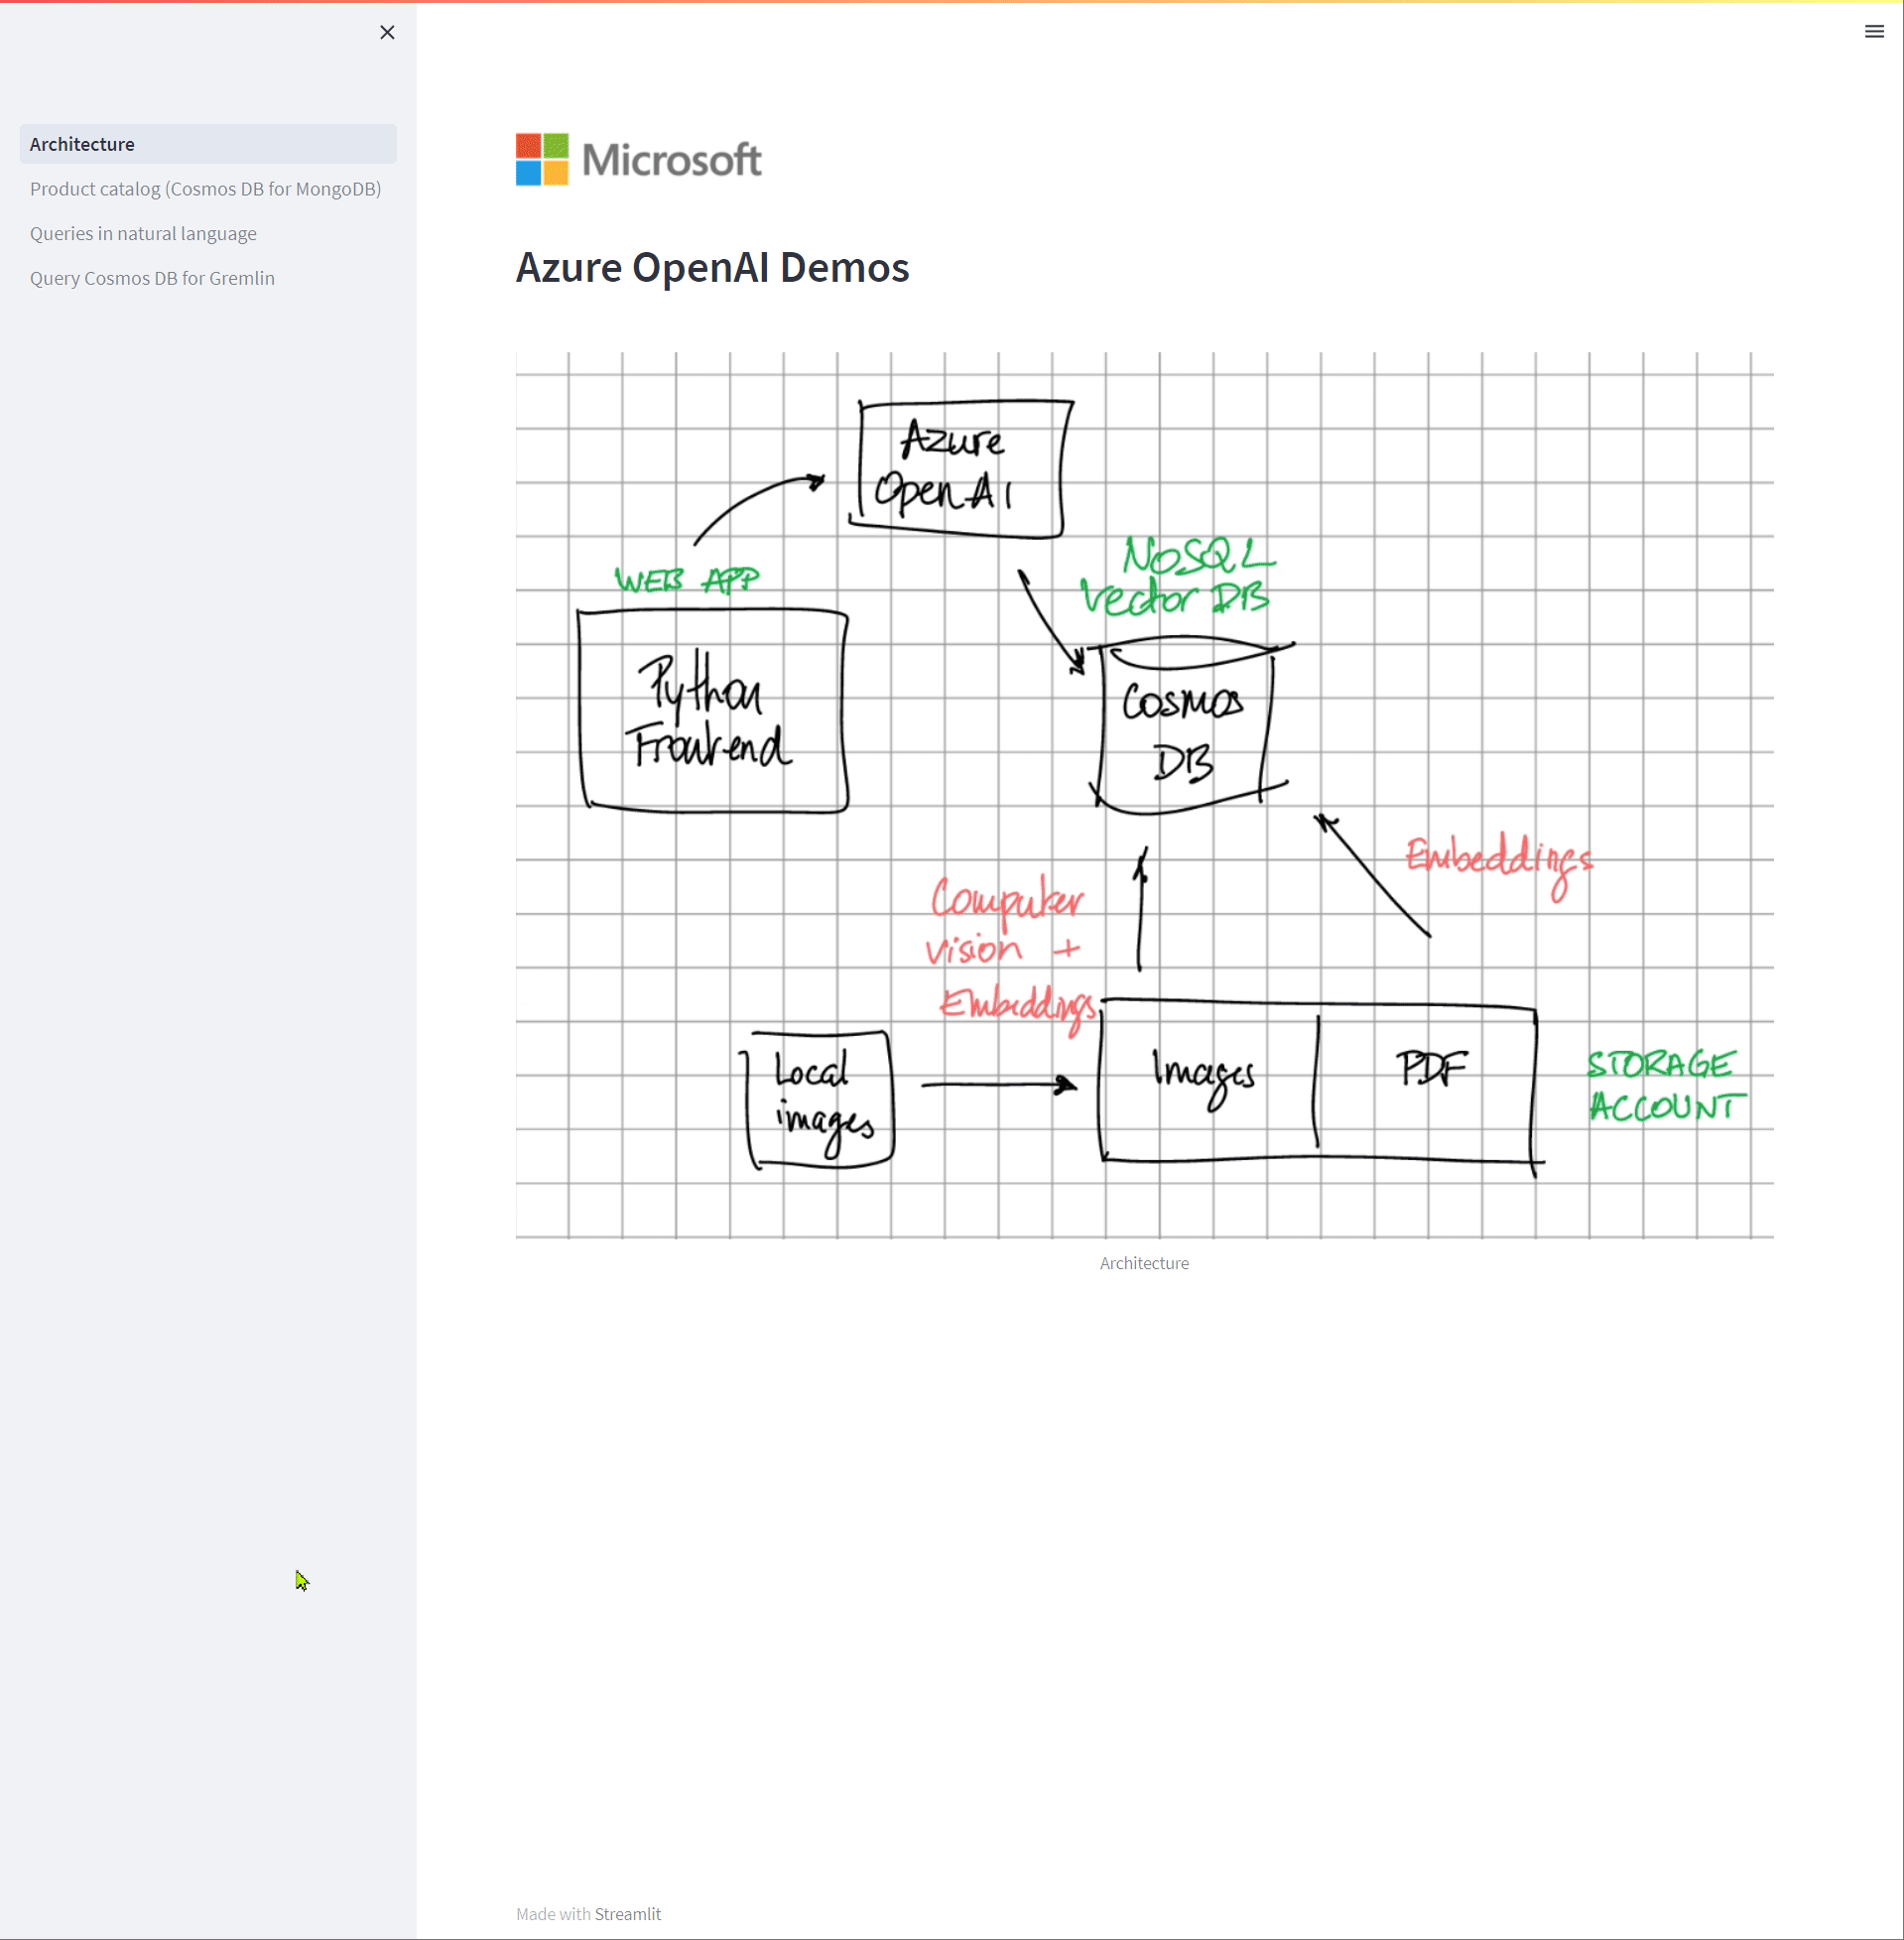 Architecture
Product catalog (Cosmos DB for MongoDB)
Queries in natural language
Query Cosmos DB for Gremlin
Microsoft
Azure OpenAI Demos
Azure
OpenAI
WEB APP
NoSQL
Vector DB
Python
Frontend
Cosmos
DB
Embeddings
Computer
vision +
Embeddings
Local
images
Images
PDF
STORAGE
ACCOUNT
Architecture
Made with Streamlit